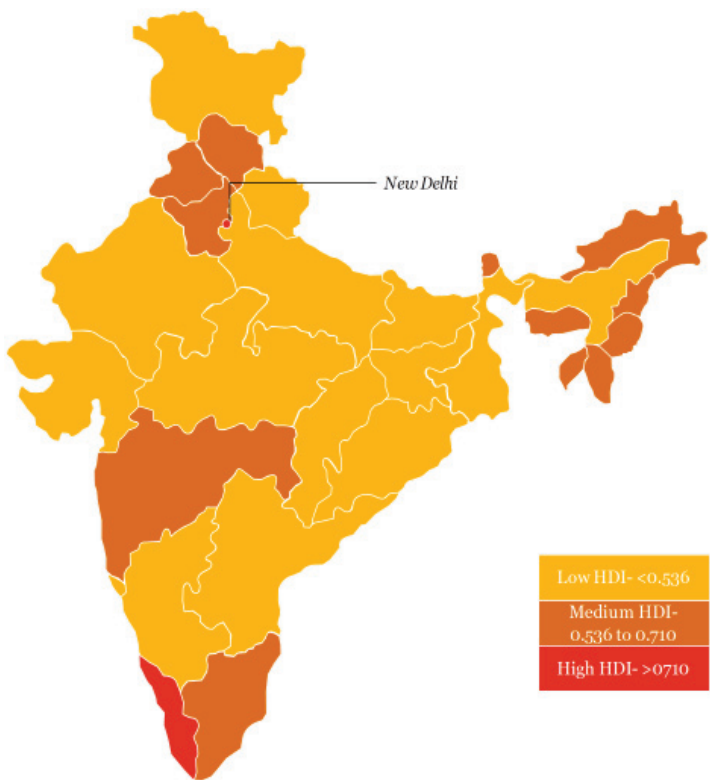 New Delhi
Low HDI- <0.536
Medium HDI-
0.536 to 0.710
High HDI- >0710